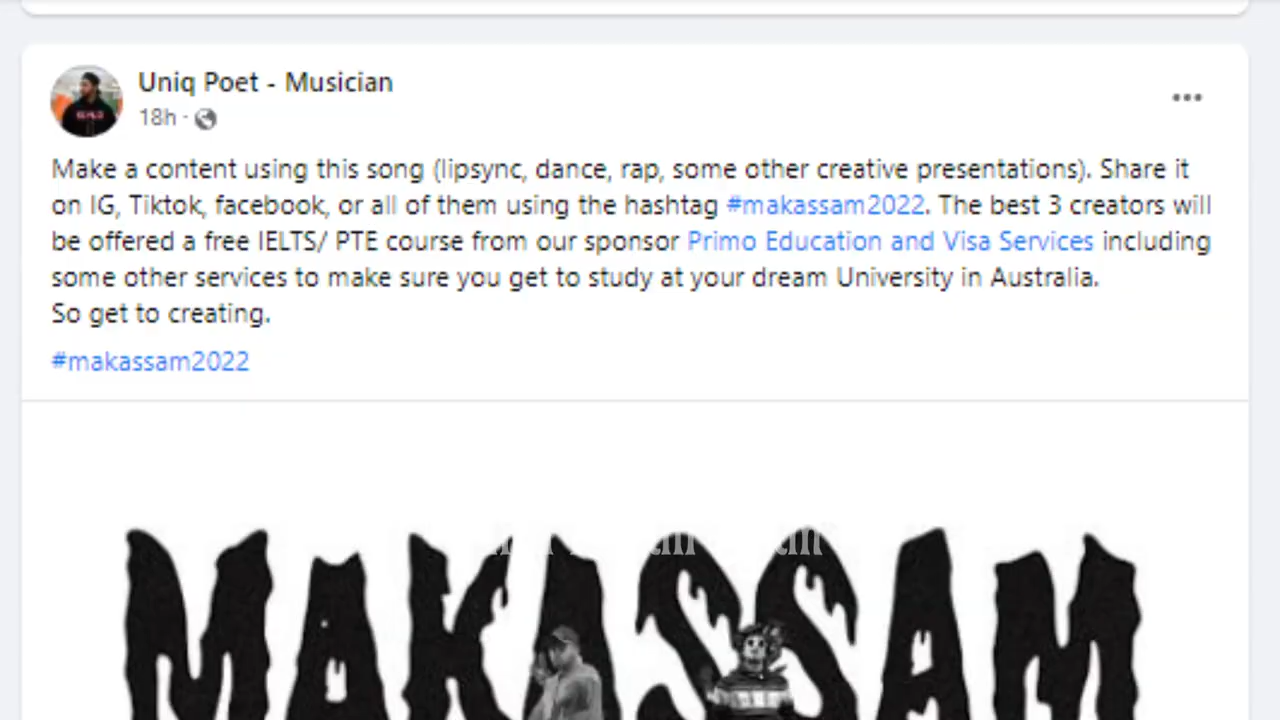 Uniq Poet - Musician
18h ·
Make a content using this song (lipsync, dance, rap, some other creative presentations). Share it
on IG, Tiktok, facebook, or all of them using the hashtag #makassam2022. The best 3 creators will
be offered a free IELTS/ PTE course from our sponsor Primo Education and Visa Services including
some other services to make sure you get to study at your dream University in Australia.
So get to creating.
#makassam2022
MAKASSAM